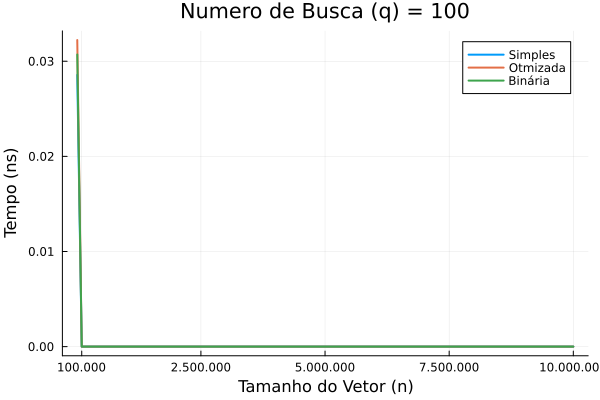 Numero de Busca (q) = 100
Simples
Otmizada
Binária
Tempo (ns)
0.03
0.02
0.01
0.00
100.000
2.500.000
5.000.000
7.500.000
10.000.00
Tamanho do Vetor (n)